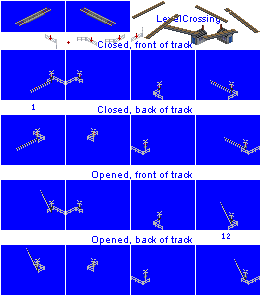 LevelCrossing
Closed, front of track
1
Closed, back of track
Opened, front of track
12
Opened, back of track